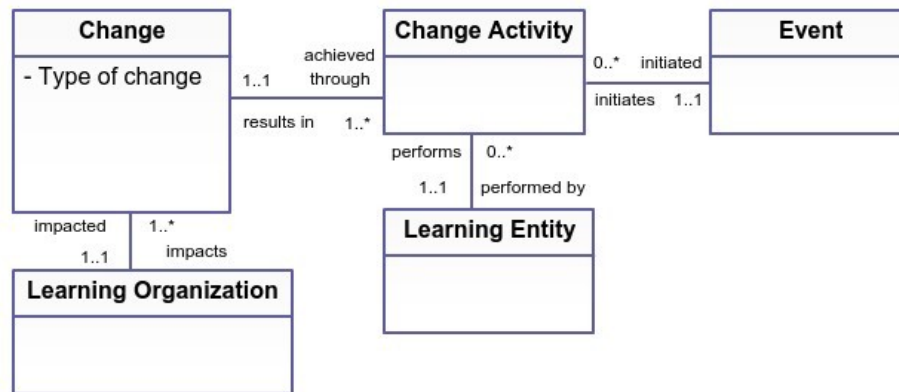 Change
- Type of change
achieved
through
1..1
results in
1..*
Change Activity
0..*
initiated
initiates
1..1
Event
performs
0..*
1..1
performed by
Learning Entity
impacted
1..*
1..1
impacts
Learning Organization